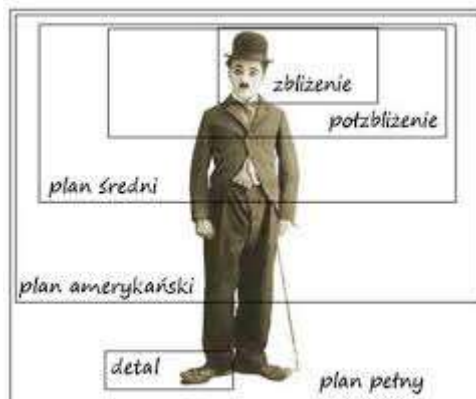 zbliżenie
półzbliżenie
plan średni
plan amerykański
detal
plan pełny